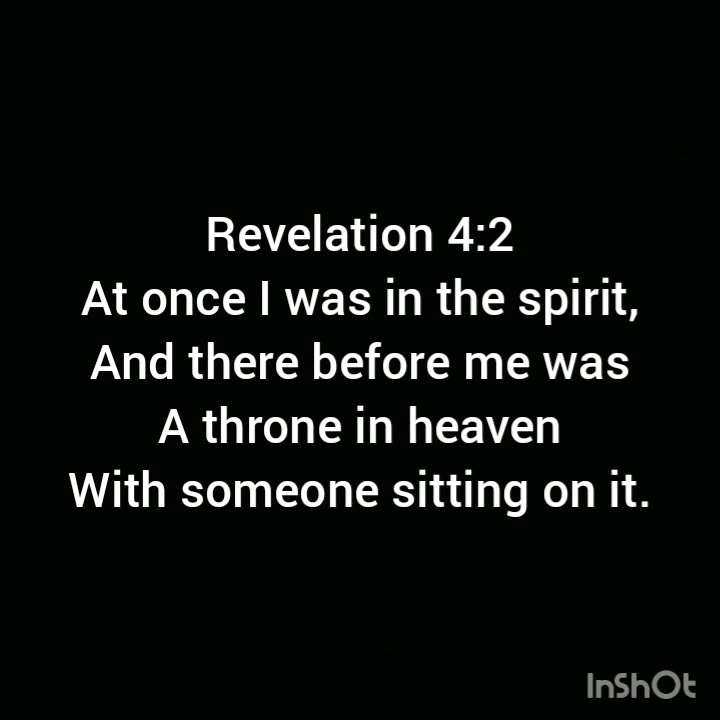 Revelation 4:2
At once I was in the spirit,
And there before me was
A throne in heaven
With someone sitting on it.
InShOt